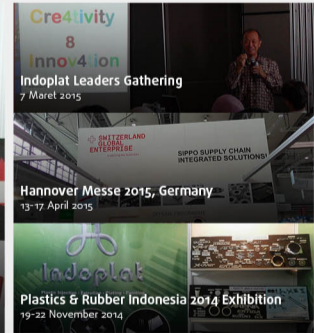 Cre4tivity
8
Innov4tion
Indoplat Leaders Gathering
7 Maret 2015
SWITZERLAND
GLOBAL
ENTERPRISE
SIPPO SUPPLY CHAIN
INTEGRATED SOLUTIONS
Hannover Messe 2015, Germany
13-17 April 2015
Indoplat
Plastics & Rubber Indonesia 2014 Exhibition
19-22 November 2014